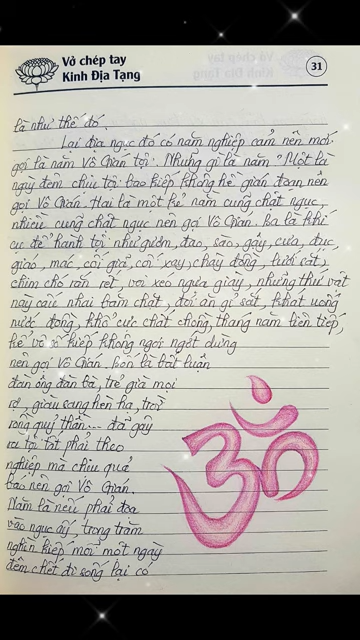 Vở chép tay
Kinh Địa Tạng
31
là như thế đó.
Lại địa ngục đó có năm nghiệp cảm nên mới
gọi là năm Vô Gián tội. Những gì là năm "Một là
ngày đêm chịu tội bao kiếp không hề gián đoạn nên
gọi Vô Gián. Hai là một kẻ nằm cũng chật ngục,
nhiều cũng chật ngục nên gọi Vô Gián. Ba là khí
cụ để hành tội như gươm, đao, sào, gậy, cưa, đục,
giáo, mác, cối giã, cối xay, chảy đồng, lưới sắt,
chim chó rắn rết, voi xẹo ngựa giày, những thứ vật
này cắn nhai bằm chặt, đói ăn gỉ sắt, khát uống
nước đồng, khổ cực chất chồng, tháng năm liên tiếp,
kể vô số kiếp không ngơi ngớt dừng
nên gọi Vô Gián. Bốn là bất luận
đàn ông đàn bà, trẻ già mọi
rợ, giàu sang hèn hạ, trời
rồng quỷ thần... đã gây
ra tội tất phải theo
nghiệp mà chịu quả
báo nên gọi Vô Gián.
Năm là nếu phải đọa
vào ngục ấy, trong trăm
nghìn kiếp mỗi một ngày
đêm chết đi sống lại có